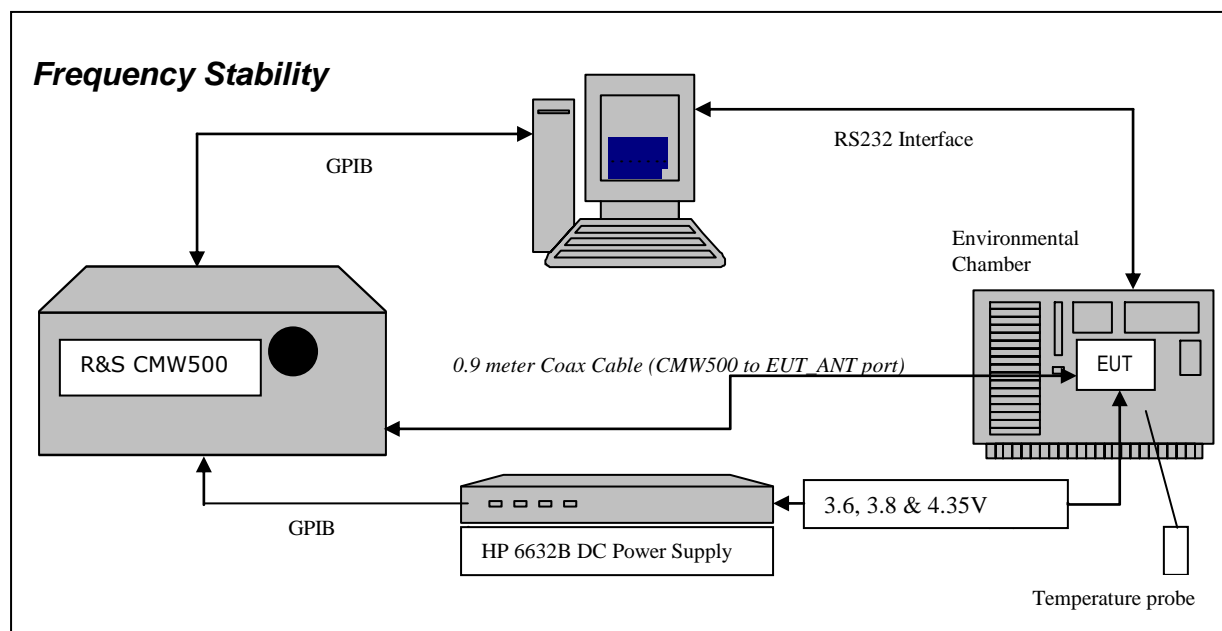 Frequency Stability
GPIB
RS232 Interface
Environmental
Chamber
R&S CMW500
0.9 meter Coax Cable (CMW500 to EUT_ANT port)
EUT
GPIB
3.6, 3.8 & 4.35V
HP 6632B DC Power Supply
Temperature probe